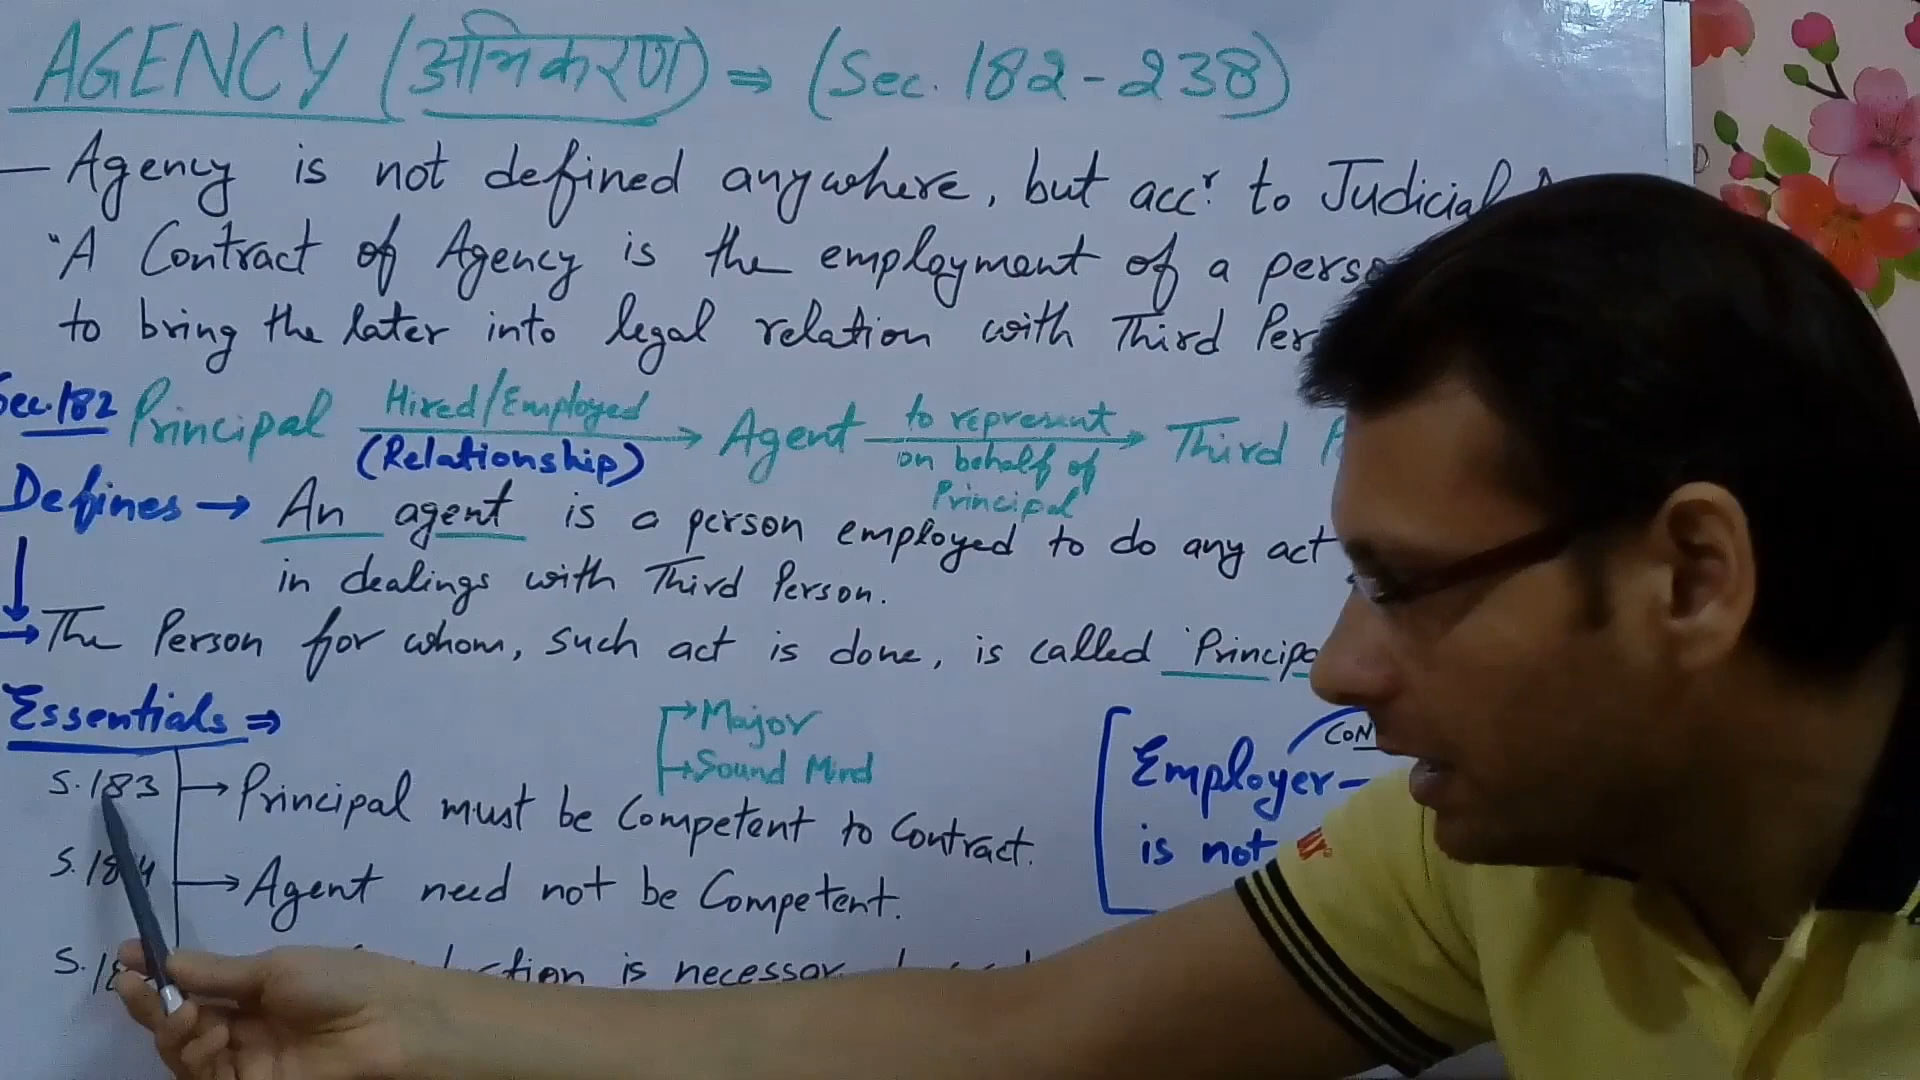 AGENCY (अभिकरण) ⇒ (Sec. 182 - 238)
— Agency is not defined anywhere, but accr. to Judicial
"A Contract of Agency is the employment of a
to bring the later into legal relation with Third
Sec. 182 Principal Hired/Employed (Relationship) → Agent to represent on behalf of Principal → Third
Defines → An agent is a person employed to do any act
in dealings with Third Person.
→ The Person for whom, such act is done, is called
Essentials ⇒
→ Major
→ Sound Mind
S. 183 → Principal must be Competent to Contract.
S. 184 → Agent need not be Competent.
is necessary
Employer –
is not